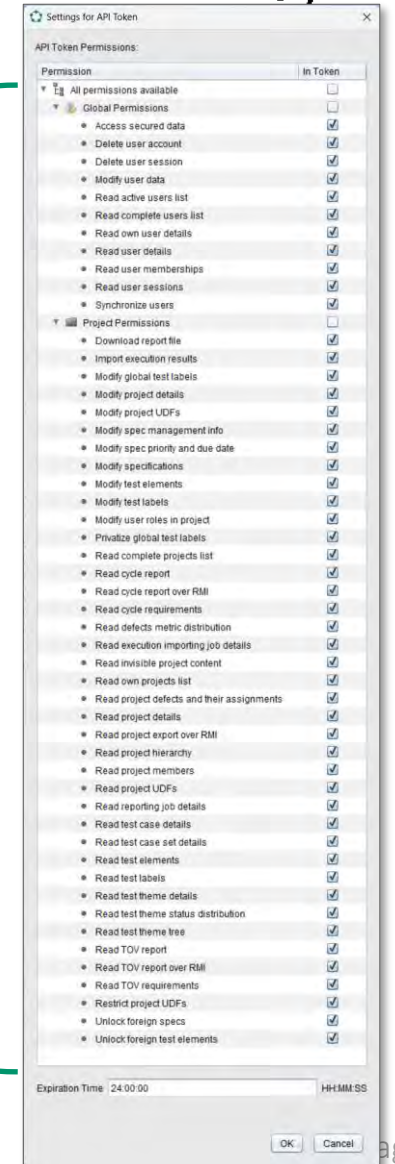 Settings for API Token
API Token Permissions:
Permission In Token
All permissions available
Global Permissions
Access secured data
Delete user account
Delete user session
Modify user data
Read active users list
Read complete users list
Read own user details
Read user details
Read user memberships
Read user sessions
Synchronize users
Project Permissions
Download report file
Import execution results
Modify global test labels
Modify project details
Modify project UDFs
Modify spec management info
Modify spec priority and due date
Modify specifications
Modify test elements
Modify test labels
Modify user roles in project
Privatize global test labels
Read complete projects list
Read cycle report
Read cycle report over RMI
Read cycle requirements
Read defects metric distribution
Read execution importing job details
Read invisible project content
Read own projects list
Read project defects and their assignments
Read project details
Read project export over RMI
Read project hierarchy
Read project members
Read project UDFs
Read reporting job details
Read test case details
Read test case set details
Read test elements
Read test labels
Read test theme details
Read test theme status distribution
Read test theme tree
Read TOV report
Read TOV report over RMI
Read TOV requirements
Restrict project UDFs
Unlock foreign specs
Unlock foreign test elements
Expiration Time 24:00:00 HH:MM:SS
OK Cancel